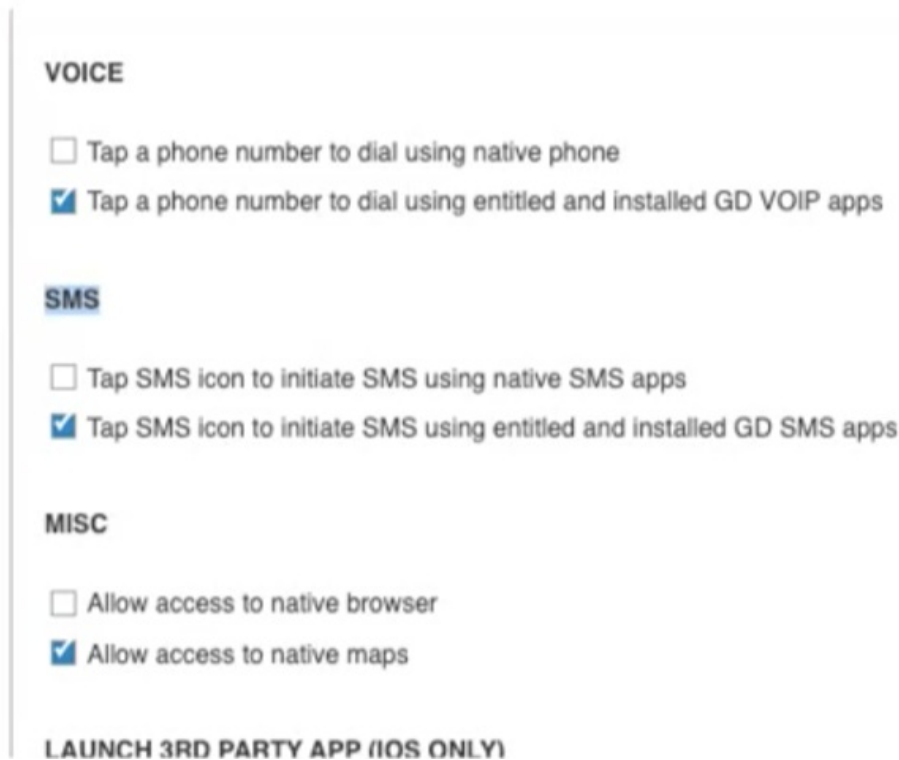 VOICE
Tap a phone number to dial using native phone
Tap a phone number to dial using entitled and installed GD VOIP apps
SMS
Tap SMS icon to initiate SMS using native SMS apps
Tap SMS icon to initiate SMS using entitled and installed GD SMS apps
MISC
Allow access to native browser
Allow access to native maps
LAUNCH 3RD PARTY APP (IOS ONLY)